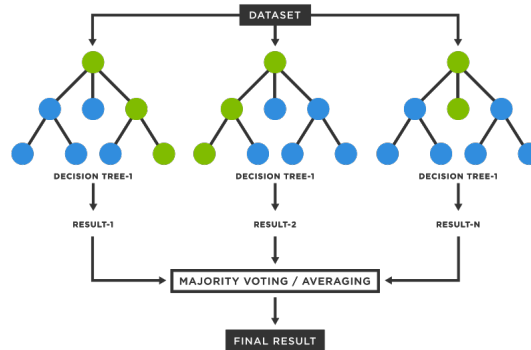 DATASET
DECISION TREE-1
DECISION TREE-1
DECISION TREE-1
RESULT-1
RESULT-2
RESULT-N
MAJORITY VOTING / AVERAGING
FINAL RESULT